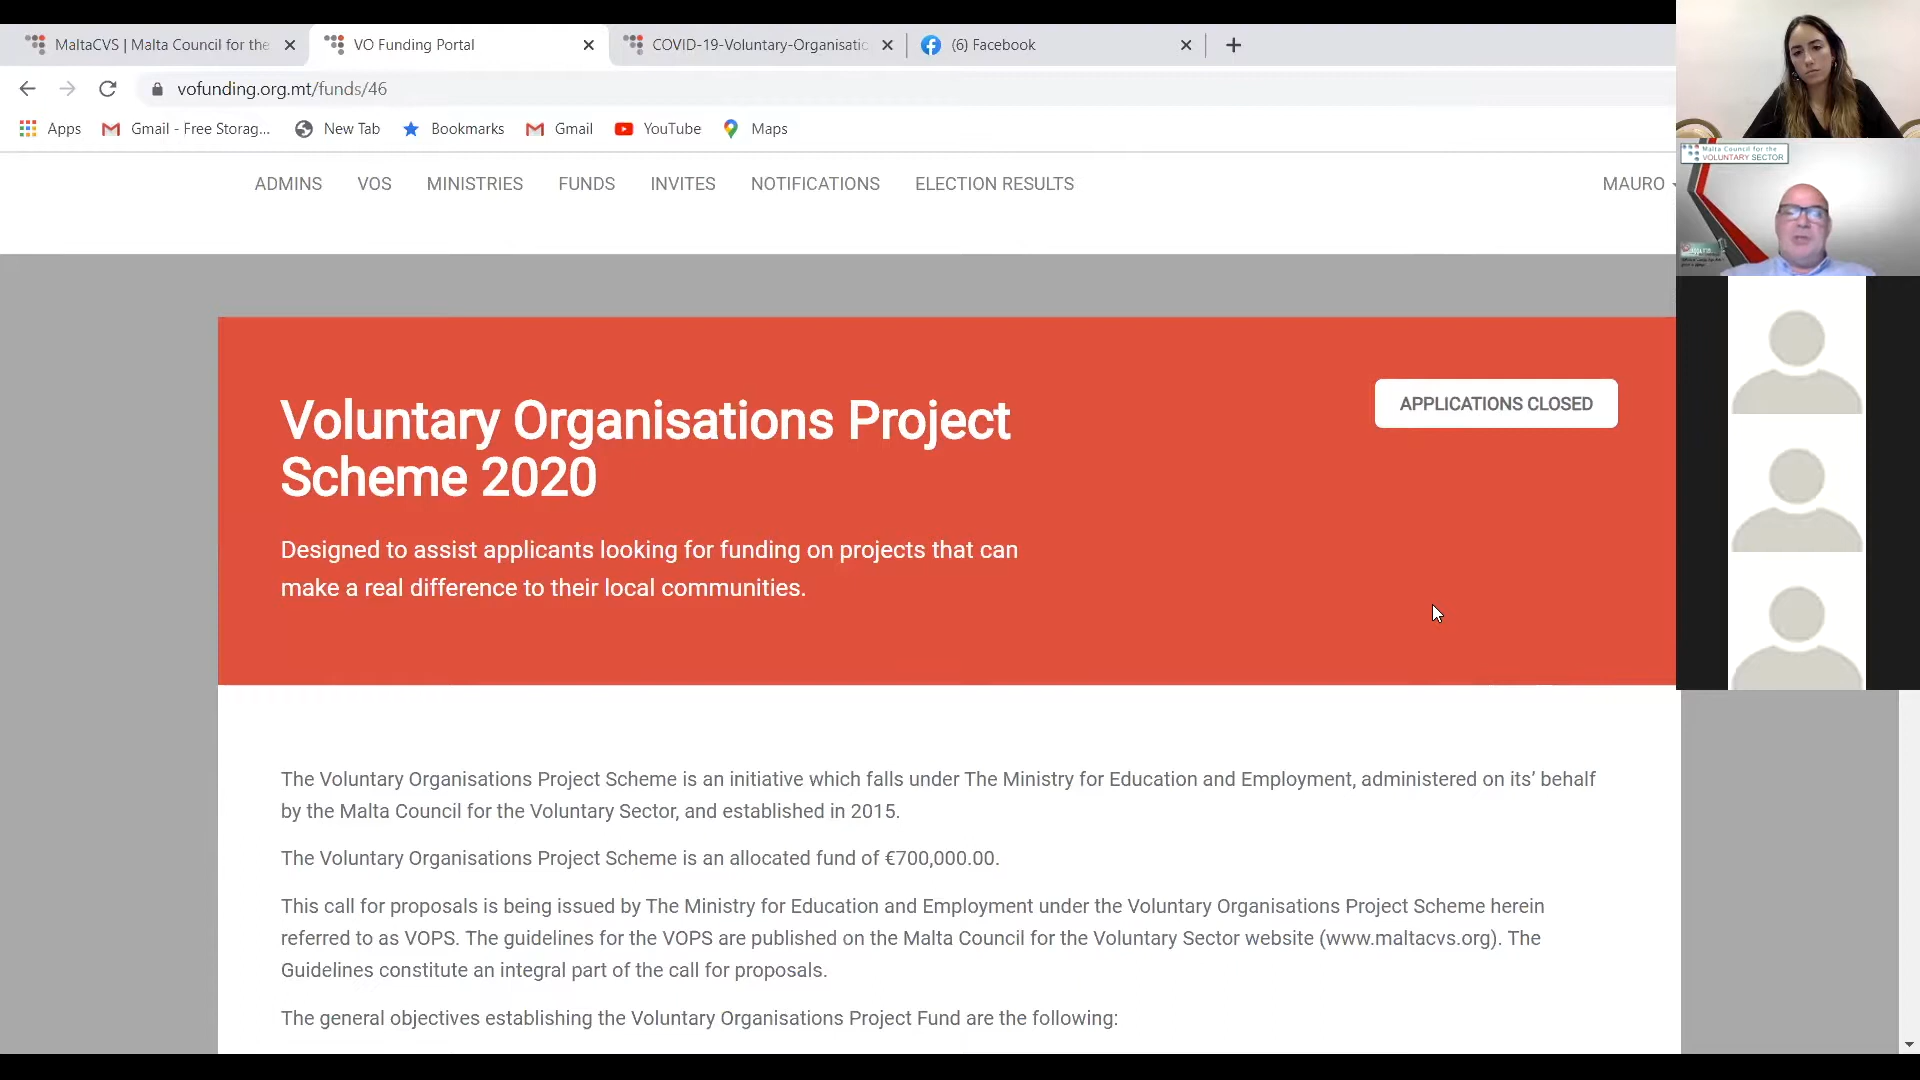 MaltaCVS | Malta Council for the
VO Funding Portal
COVID-19-Voluntary-Organisatic
(6) Facebook
vofunding.org.mt/funds/46
Apps
Gmail - Free Storag...
New Tab
Bookmarks
Gmail
YouTube
Maps
Malta Council for the
VOLUNTARY SECTOR
ADMINS
VOS
MINISTRIES
FUNDS
INVITES
NOTIFICATIONS
ELECTION RESULTS
MAURO
Voluntary Organisations Project
Scheme 2020
APPLICATIONS CLOSED
Designed to assist applicants looking for funding on projects that can
make a real difference to their local communities.
The Voluntary Organisations Project Scheme is an initiative which falls under The Ministry for Education and Employment, administered on its’ behalf
by the Malta Council for the Voluntary Sector, and established in 2015.
The Voluntary Organisations Project Scheme is an allocated fund of €700,000.00.
This call for proposals is being issued by The Ministry for Education and Employment under the Voluntary Organisations Project Scheme herein
referred to as VOPS. The guidelines for the VOPS are published on the Malta Council for the Voluntary Sector website (www.maltacvs.org). The
Guidelines constitute an integral part of the call for proposals.
The general objectives establishing the Voluntary Organisations Project Fund are the following: